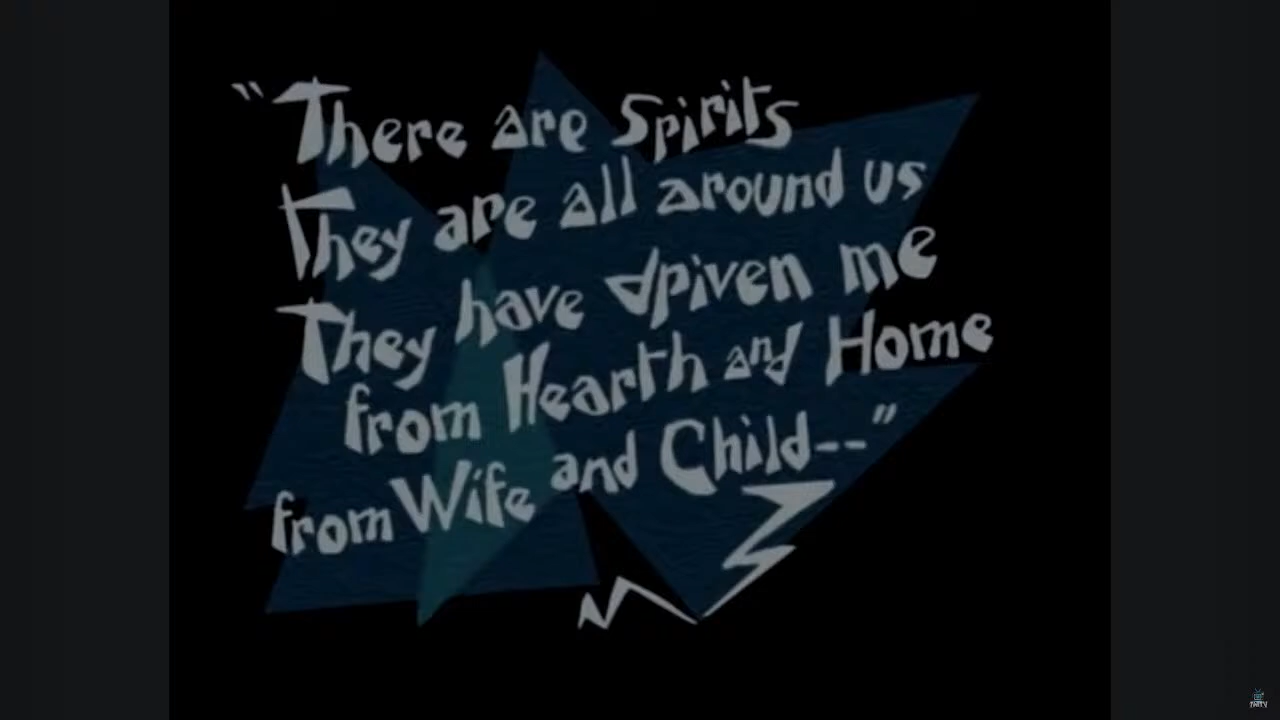 “There are Spirits
They are all around us
They have driven me
from Hearth and Home
from Wife and Child--”